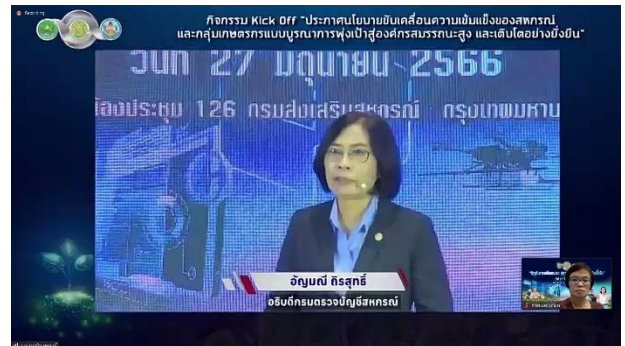 Recording
กิจกรรม Kick Off "ประกาศนโยบายขับเคลื่อนความเข้มแข็งของสหกรณ์
และกลุ่มเกษตรกรแบบบูรณาการพุ่งเป้าสู่องค์กรสมรรถนะสูง และเติบโตอย่างยั่งยืน"
วันที่ 27 มิถุนายน 2566
ห้องประชุม 126 กรมส่งเสริมสหกรณ์ กรุงเทพมหาน
อัญมณี ถิรสุทธิ์
อธิบดีกรมตรวจบัญชีสหกรณ์